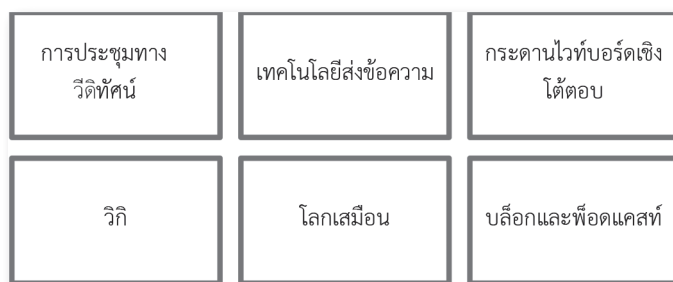 การประชุมทาง
วีดิทัศน์
เทคโนโลยีส่งข้อความ
กระดานไวท์บอร์ดเชิง
โต้ตอบ
วิกิ
โลกเสมือน
บล็อกและพ็อดแคสท์